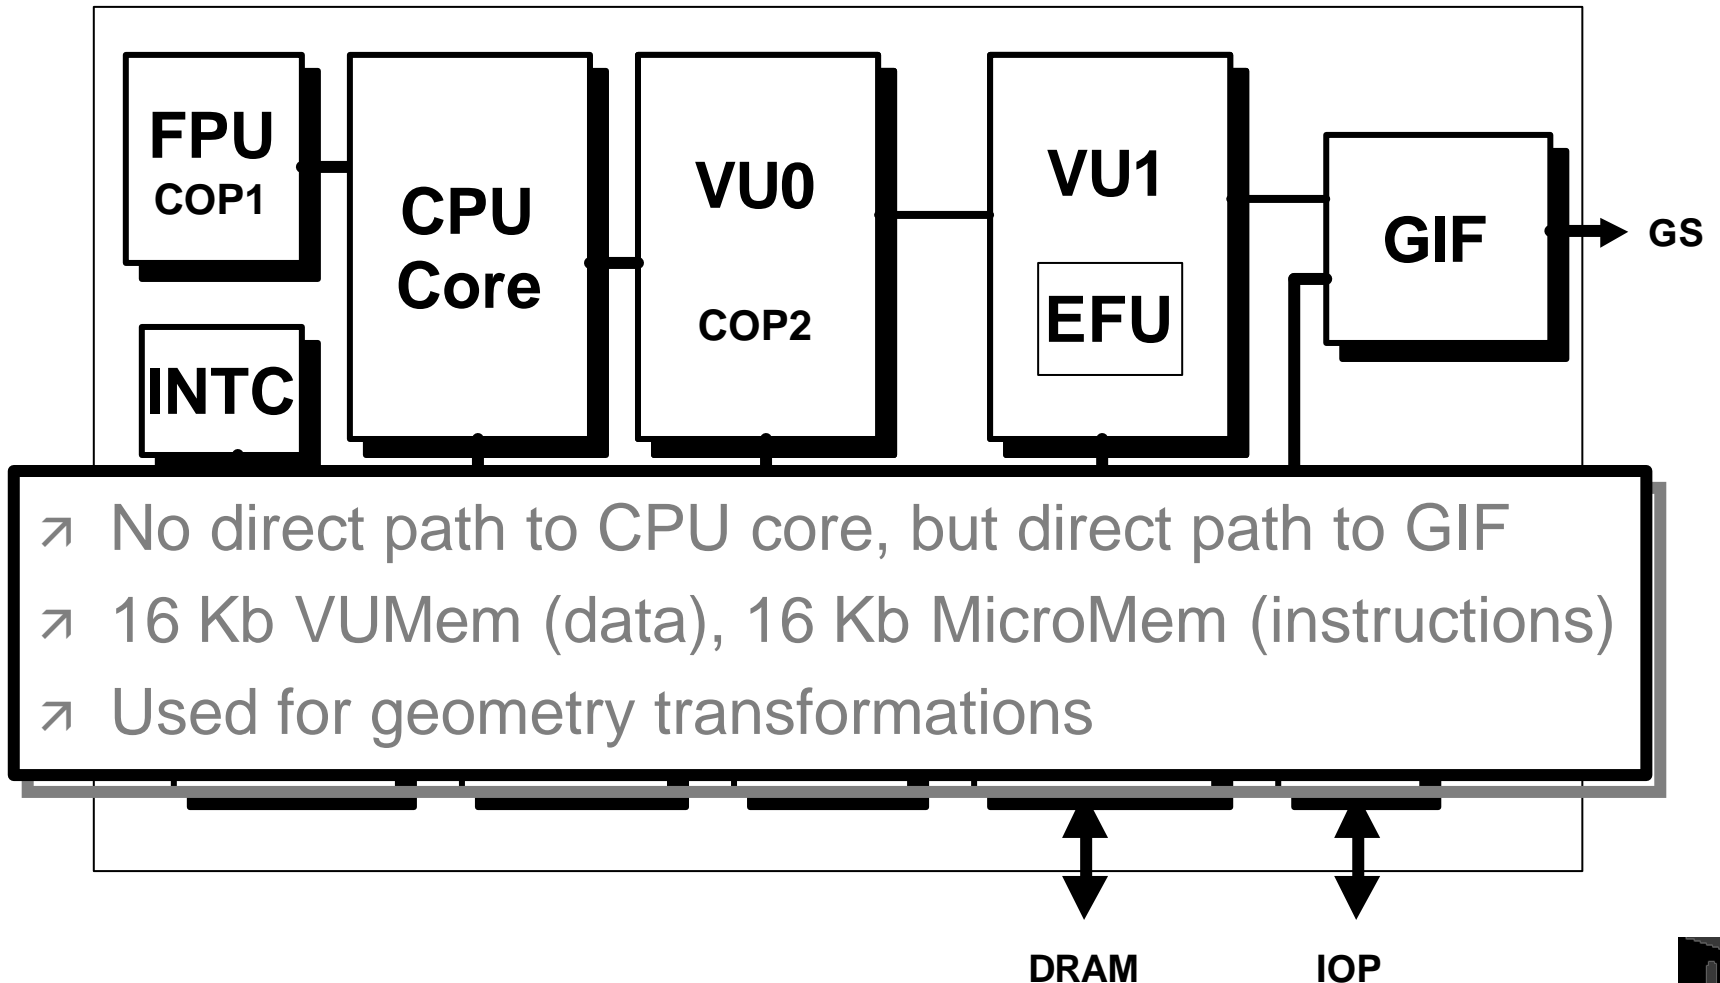 FPU
COP1
CPU
Core
VU0
COP2
VU1
EFU
GIF
GS
INTC
No direct path to CPU core, but direct path to GIF
16 Kb VUMem (data), 16 Kb MicroMem (instructions)
Used for geometry transformations
DRAM
IOP